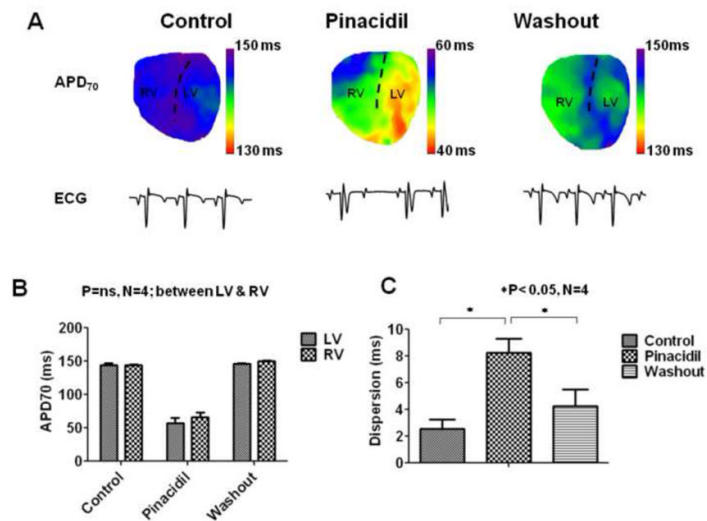 A
Control
Pinacidil
Washout
APD70
150 ms
RV
LV
130 ms
60 ms
RV
LV
40 ms
150ms
RV
LV
130 ms
ECG
B
P=ns, N=4; between LV & RV
APD70 (ms)
200
150
100
50
0
Control
Pinacidil
Washout
LV
RV
C
*P< 0.05, N=4
*
*
Dispersion (ms)
10
8
6
4
2
0
Control
Pinacidil
Washout